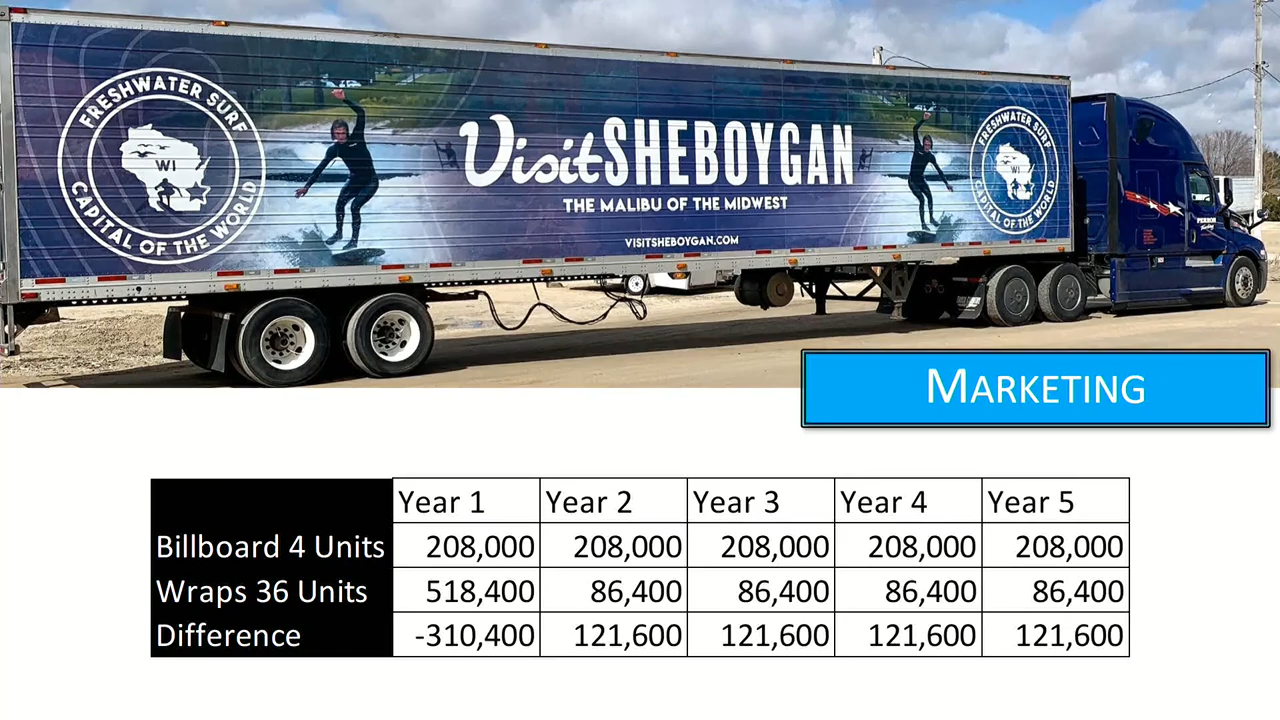 FRESHWATER SURF
WI
CAPITAL OF THE WORLD
Visit SHEBOYGAN
THE MALIBU OF THE MIDWEST
VISITSHEBOYGAN.COM
FRESHWATER SURF
WI
CAPITAL OF THE WORLD
MARKETING
Year 1 Year 2 Year 3 Year 4 Year 5
Billboard 4 Units 208,000 208,000 208,000 208,000 208,000
Wraps 36 Units 518,400 86,400 86,400 86,400 86,400
Difference -310,400 121,600 121,600 121,600 121,600